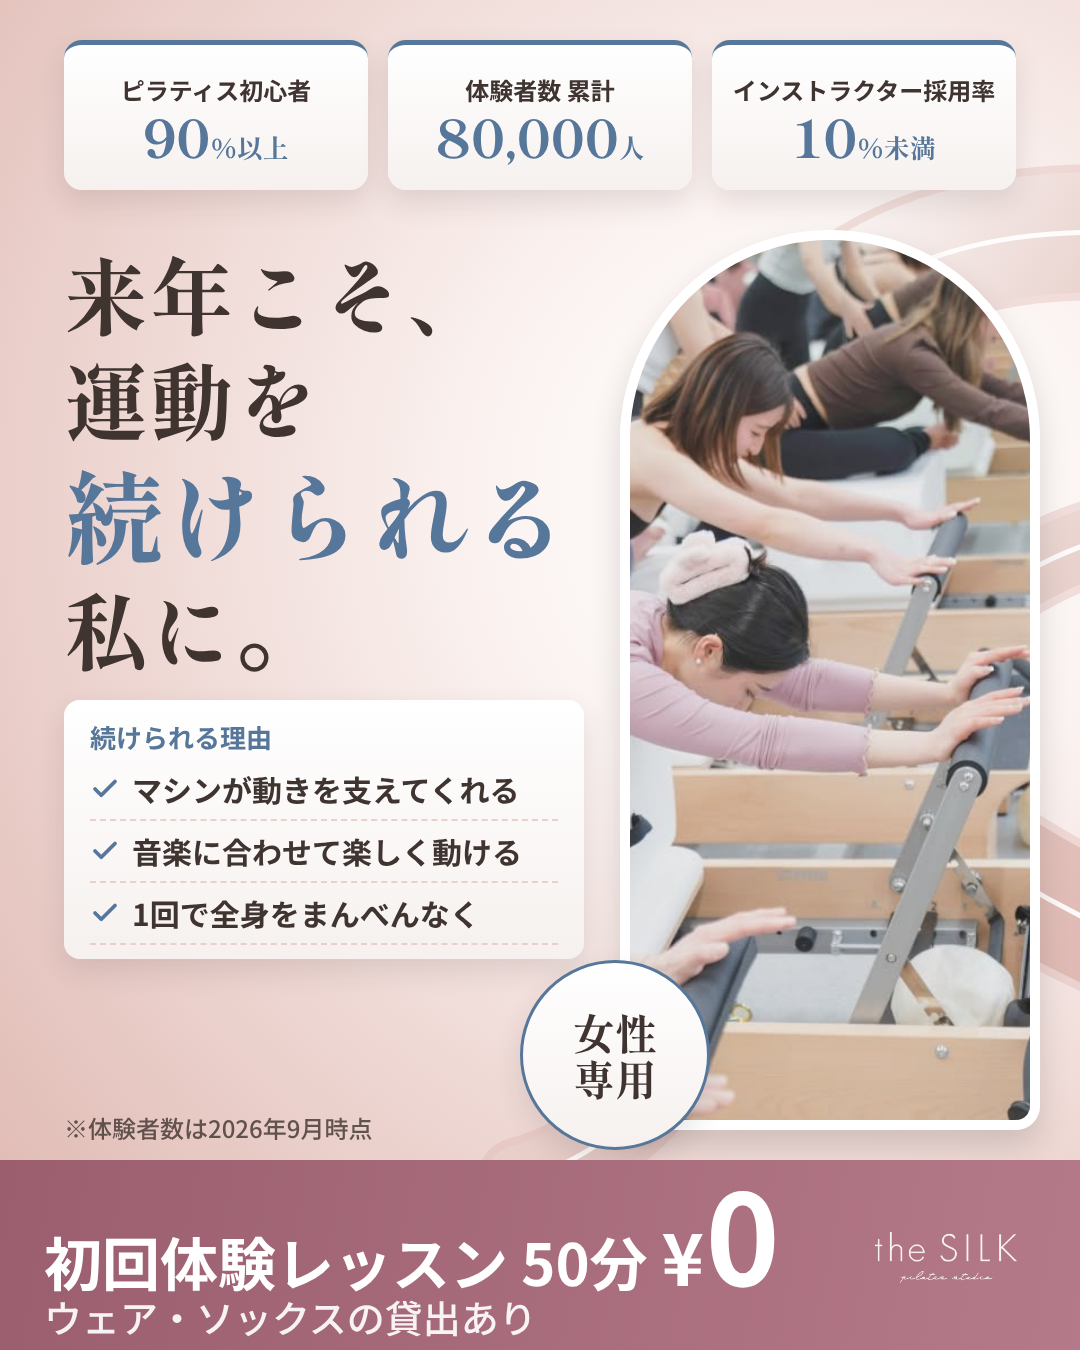 ピラティス初心者
90%以上
体験者数 累計
80,000人
インストラクター採用率
10%未満
来年こそ、
運動を
続けられる
私に。
続けられる理由
マシンが動きを支えてくれる
音楽に合わせて楽しく動ける
1回で全身をまんべんなく
女性
専用
※体験者数は2026年9月時点
初回体験レッスン 50分 ¥0
ウェア・ソックスの貸出あり
the SILK
pilates studio